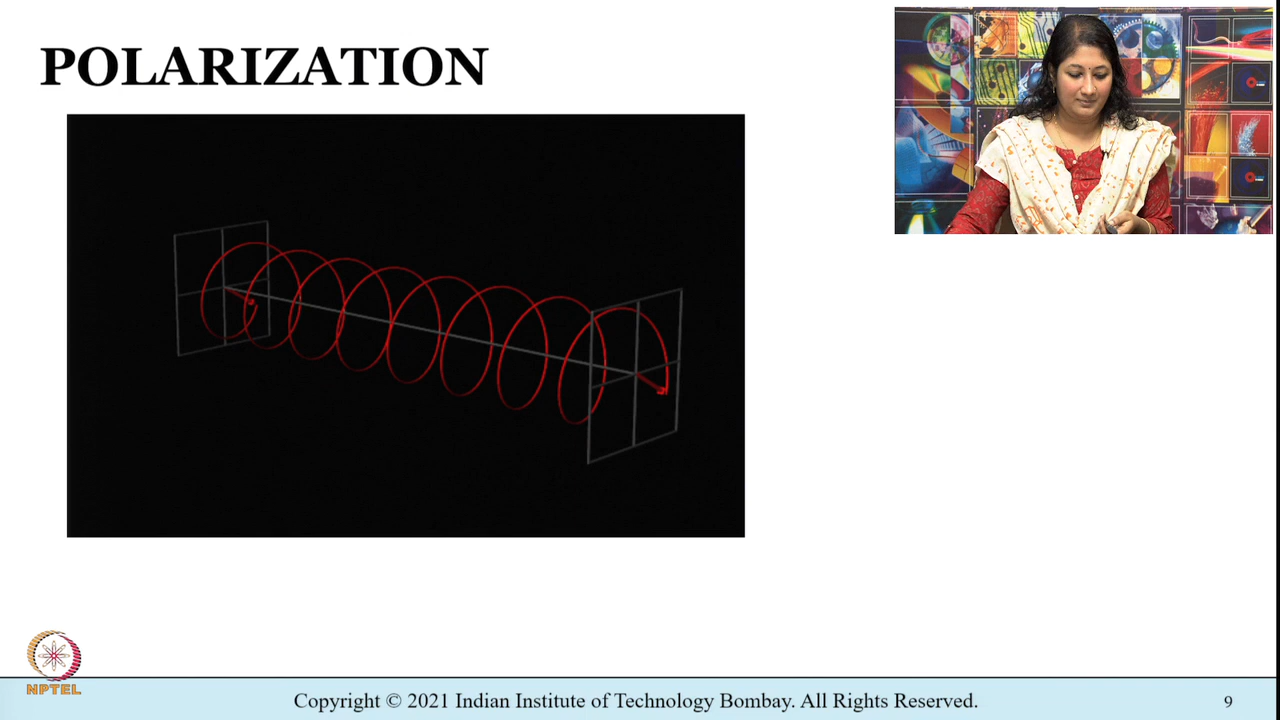 POLARIZATION
NPTEL
Copyright © 2021 Indian Institute of Technology Bombay. All Rights Reserved.
9